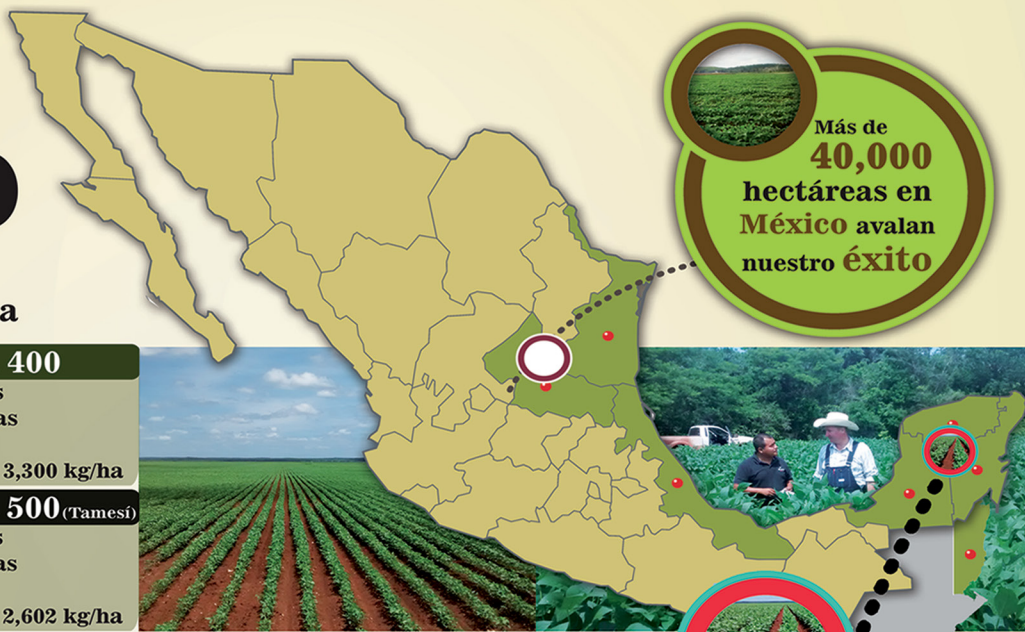 a
400
s
as
3,300 kg/ha
500 (Tamesí)
s
as
2,602 kg/ha
Más de
40,000
hectáreas en
México avalan
nuestro éxito